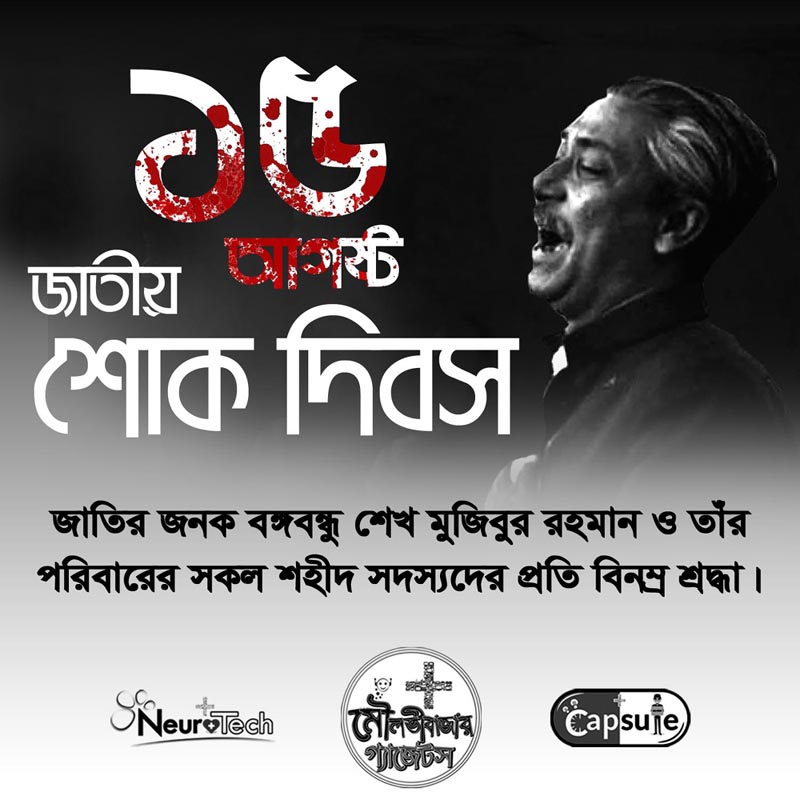 ১৫
আগস্ট
জাতীয়
শোক দিবস
জাতির জনক বঙ্গবন্ধু শেখ মুজিবুর রহমান ও তাঁর
পরিবারের সকল শহীদ সদস্যদের প্রতি বিনম্র শ্রদ্ধা।
NeuroTech
মৌলভীবাজার
গ্যাজেটস
Capsule